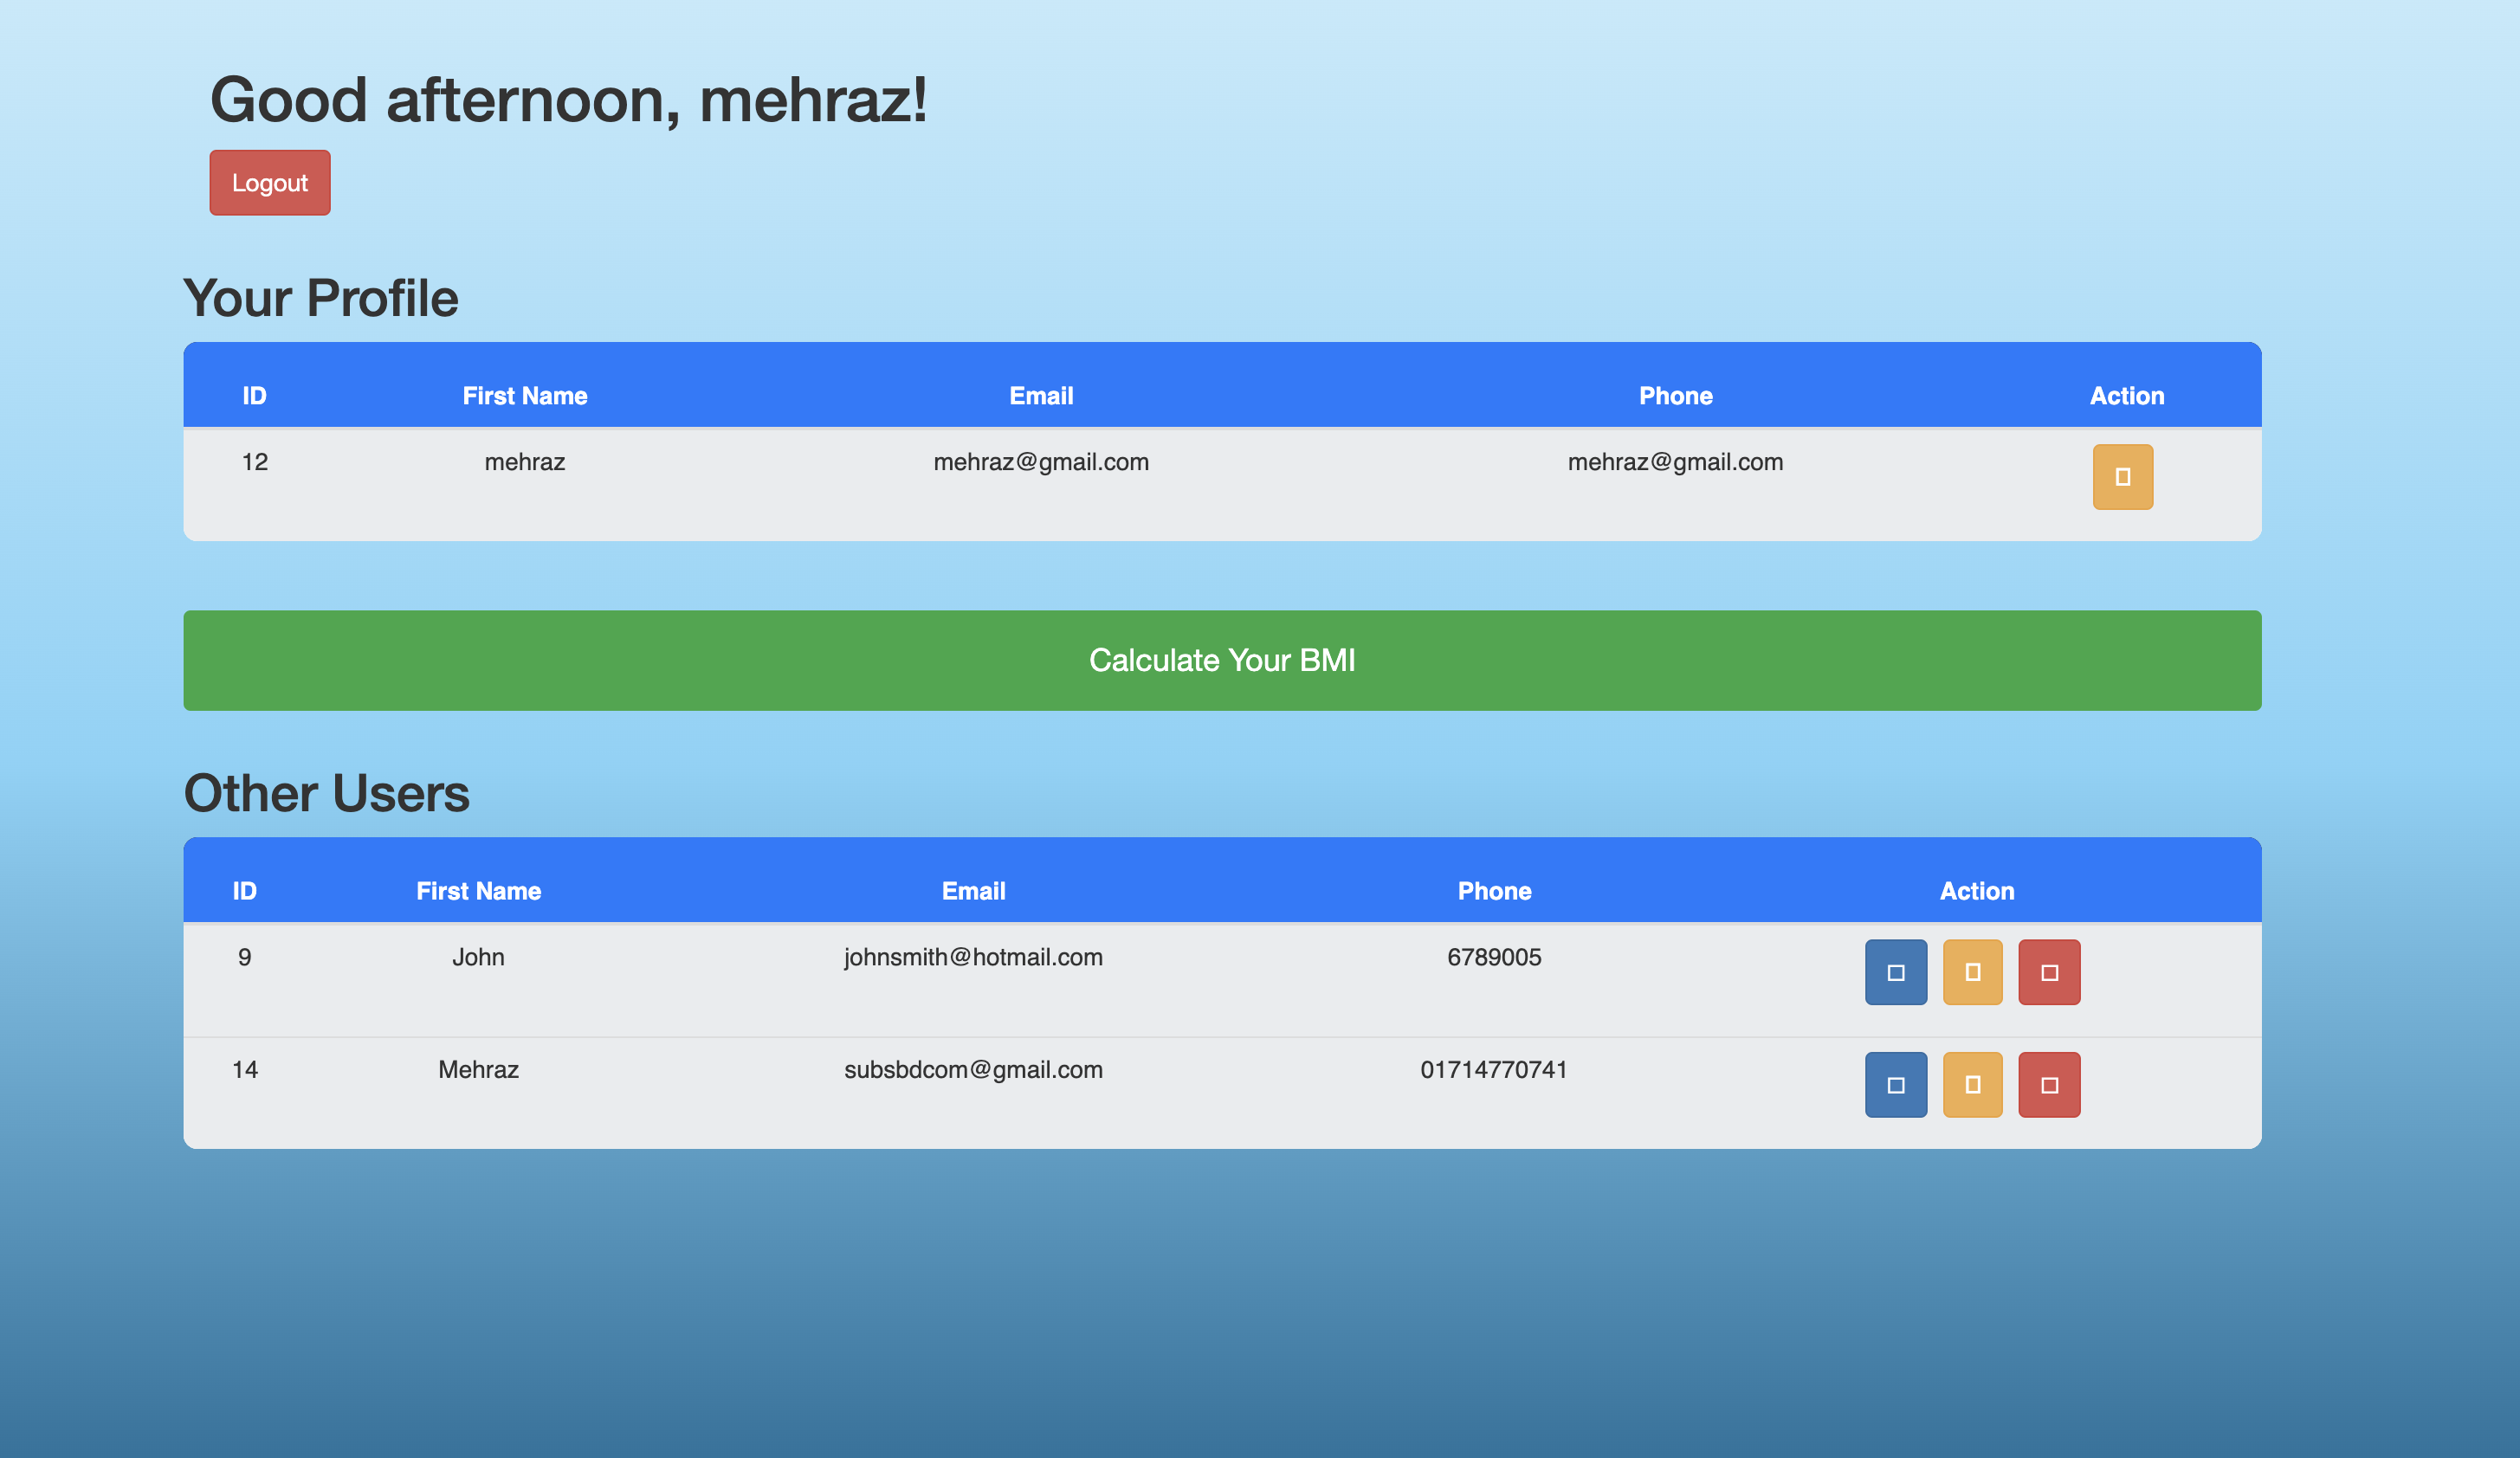 Good afternoon, mehraz!
Logout
Your Profile
ID First Name Email Phone Action
12 mehraz mehraz@gmail.com mehraz@gmail.com
Calculate Your BMI
Other Users
ID First Name Email Phone Action
9 John johnsmith@hotmail.com 6789005
14 Mehraz subsbdcom@gmail.com 01714770741